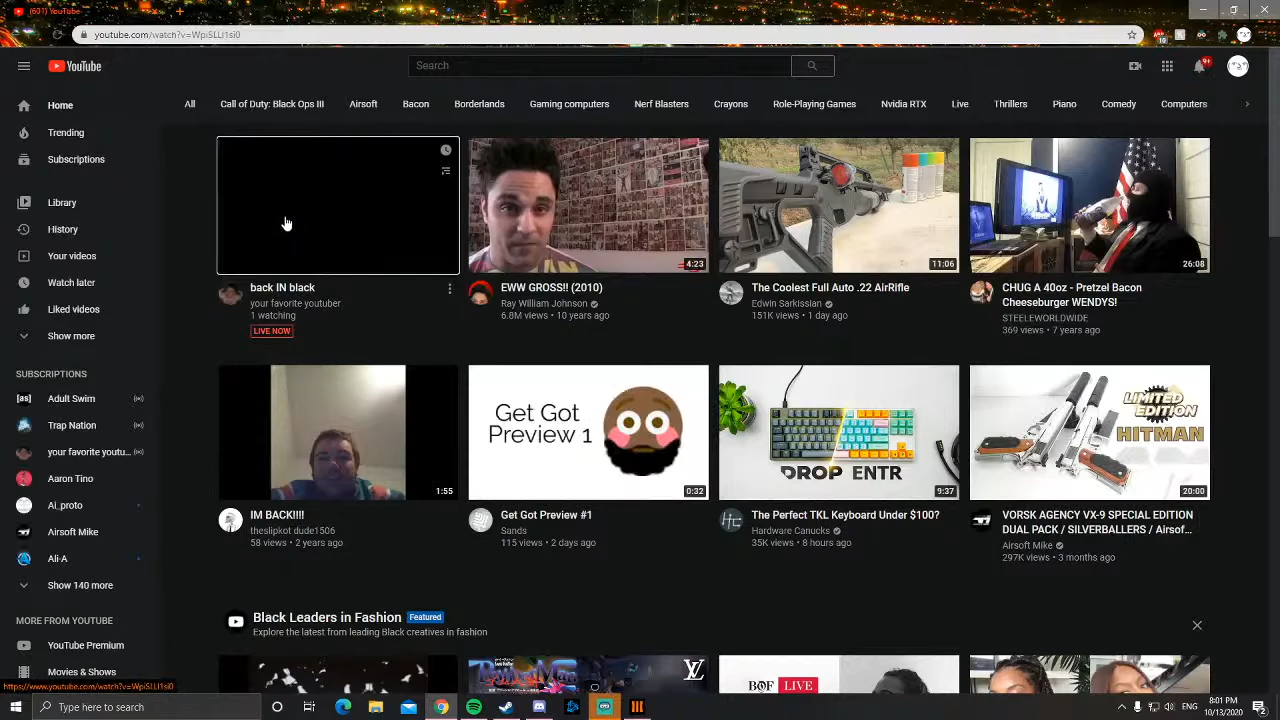 (601) YouTube
youtube.com/watch?v=WpiSLLI1si0
YouTube
Search
9+
Home
Trending
Subscriptions
Library
History
Your videos
Watch later
Liked videos
Show more
SUBSCRIPTIONS
Adult Swim
Trap Nation
your favorite youtu...
Aaron Tino
Ai_proto
Airsoft Mike
Ali-A
Show 140 more
MORE FROM YOUTUBE
YouTube Premium
Movies & Shows
All
Call of Duty: Black Ops III
Airsoft
Bacon
Borderlands
Gaming computers
Nerf Blasters
Crayons
Role-Playing Games
Nvidia RTX
Live
Thrillers
Piano
Comedy
Computers
back IN black
your favorite youtuber
1 watching
LIVE NOW
4:23
EWW GROSS!! (2010)
Ray William Johnson
6.8M views • 10 years ago
11:06
The Coolest Full Auto .22 AirRifle
Edwin Sarkissian
151K views • 1 day ago
26:08
CHUG A 40oz - Pretzel Bacon
Cheeseburger WENDYS!
STEELEWORLDWIDE
369 views • 7 years ago
1:55
IM BACK!!!!
theslipkot dude1506
58 views • 2 years ago
Get Got
Preview 1
0:32
Get Got Preview #1
Sands
115 views • 2 days ago
DROP ENTR
9:37
The Perfect TKL Keyboard Under $100?
Hardware Canucks
35K views • 8 hours ago
LIMITED
EDITION
HITMAN
20:00
VORSK AGENCY VX-9 SPECIAL EDITION
DUAL PACK / SILVERBALLERS / Airsof...
Airsoft Mike
297K views • 3 months ago
Black Leaders in Fashion Featured
Explore the latest from leading Black creatives in fashion
BOF LIVE
https://www.youtube.com/watch?v=WpiSLLI1si0
Type here to search
ENG
8:01 PM
10/13/2020